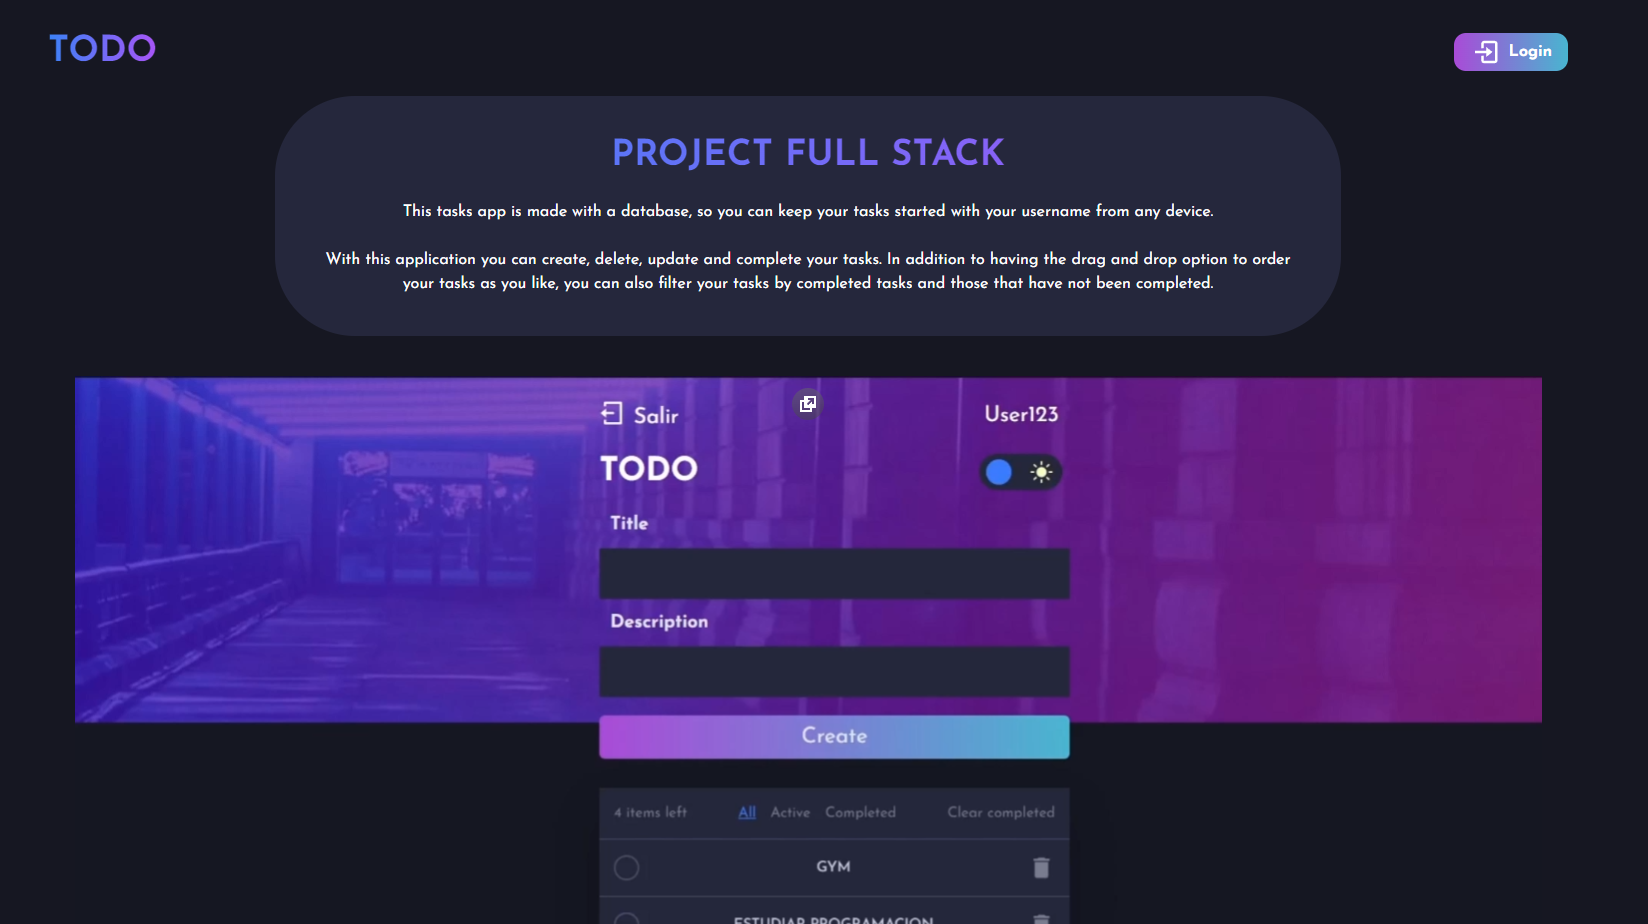 TODO
Login
PROJECT FULL STACK
This tasks app is made with a database, so you can keep your tasks started with your username from any device.
With this application you can create, delete, update and complete your tasks. In addition to having the drag and drop option to order
your tasks as you like, you can also filter your tasks by completed tasks and those that have not been completed.
Salir
User123
TODO
Title
Description
Create
4 items left
All
Active
Completed
Clear completed
GYM
ESTUDIAR PROGRAMACION